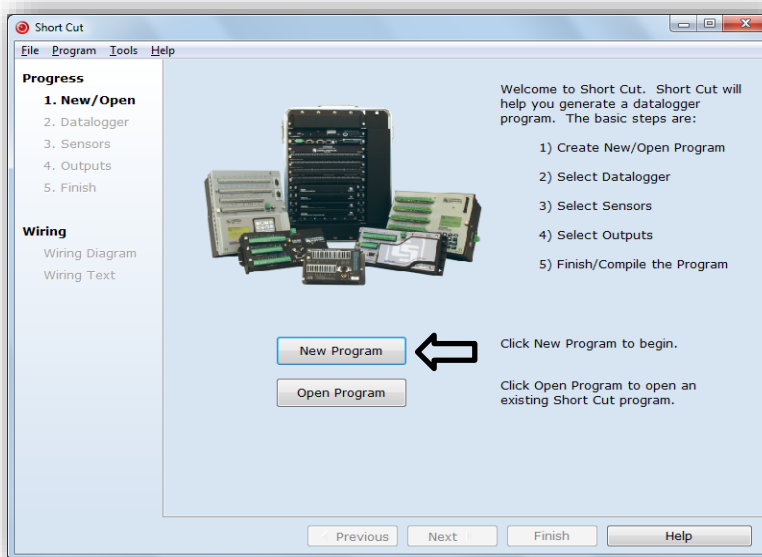 Short Cut
File Program Tools Help
Progress
1. New/Open
2. Datalogger
3. Sensors
4. Outputs
5. Finish
Wiring
Wiring Diagram
Wiring Text
Welcome to Short Cut. Short Cut will
help you generate a datalogger
program. The basic steps are:
1) Create New/Open Program
2) Select Datalogger
3) Select Sensors
4) Select Outputs
5) Finish/Compile the Program
New Program
Click New Program to begin.
Open Program
Click Open Program to open an
existing Short Cut program.
Previous Next Finish Help